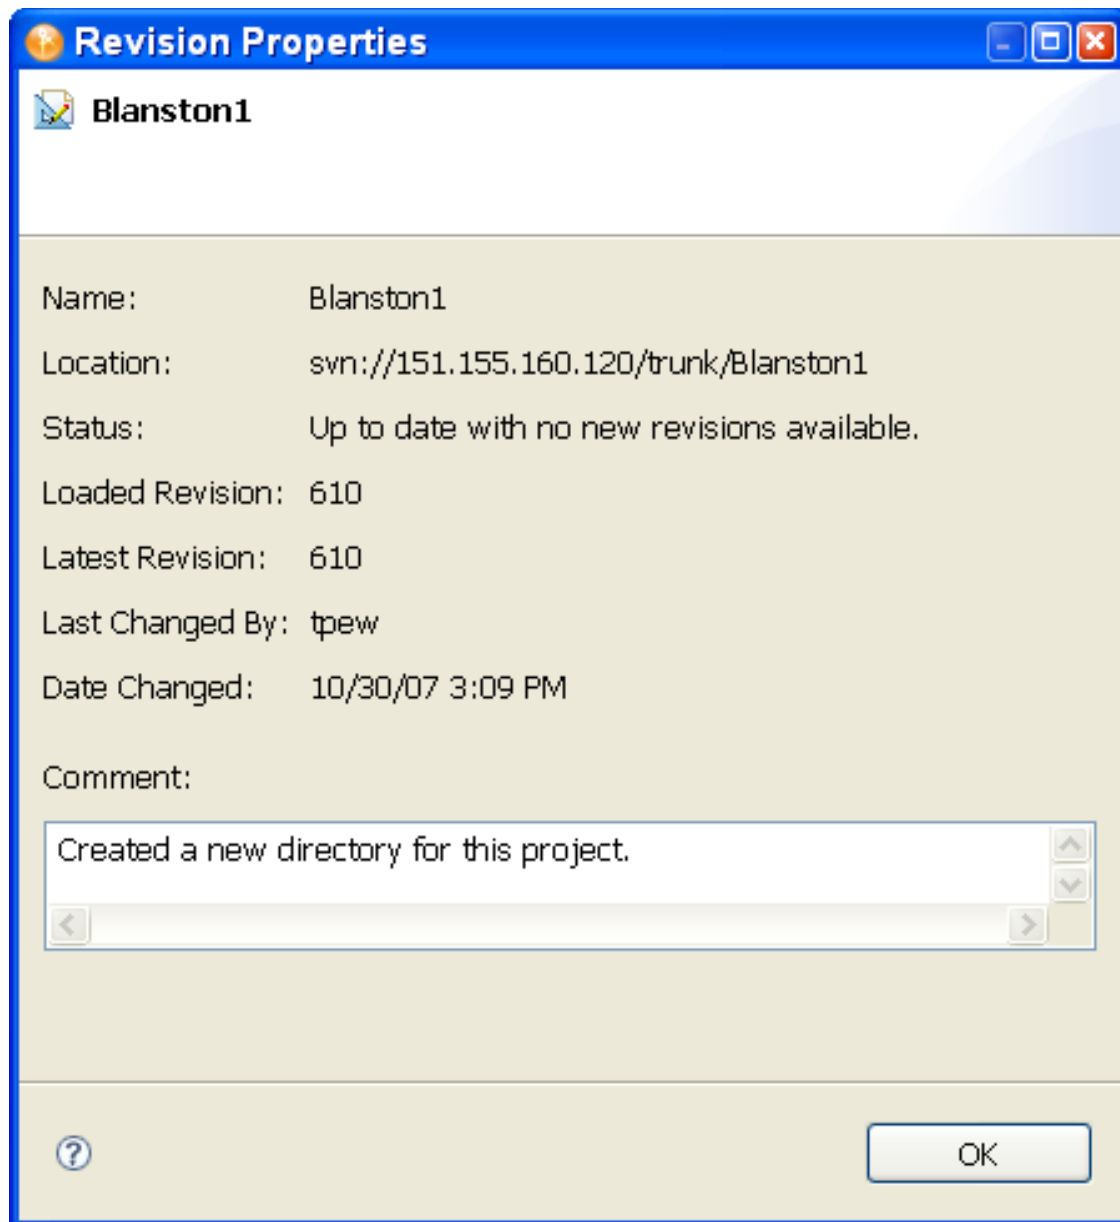 Revision Properties
Blanston1
Name: Blanston1
Location: svn://151.155.160.120/trunk/Blanston1
Status: Up to date with no new revisions available.
Loaded Revision: 610
Latest Revision: 610
Last Changed By: tpew
Date Changed: 10/30/07 3:09 PM
Comment:
Created a new directory for this project.
OK